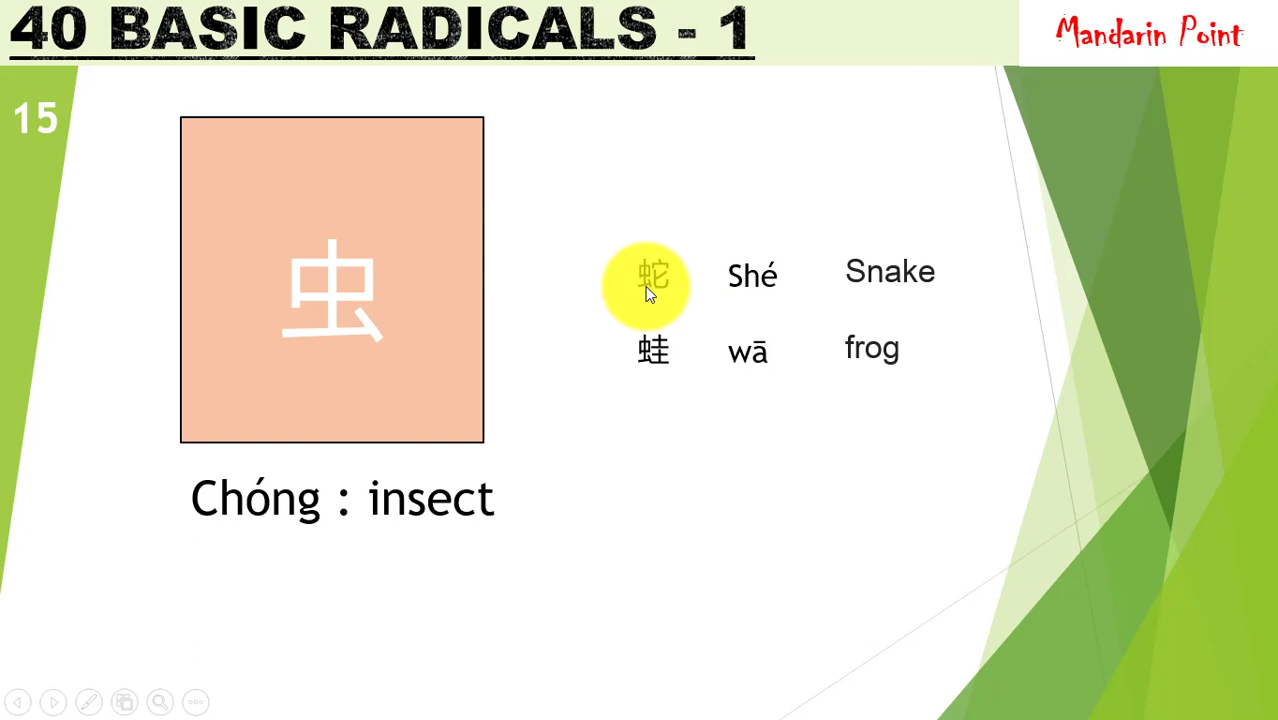 40 BASIC RADICALS - 1
Mandarin Point
15
虫
蛇 Shé Snake
蛙 wā frog
Chóng : insect